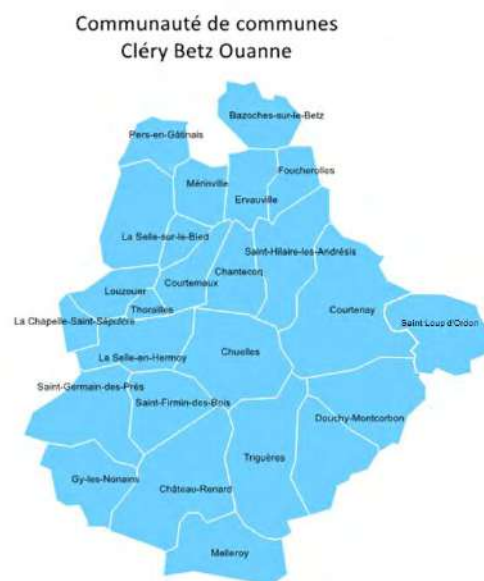 Communauté de communes
Cléry Betz Ouanne
Bazoches-sur-le-Betz
Pers-en-Gâtinais
Foucherolles
Mérinville
Ervauville
La Selle-sur-le-Bied
Saint-Hilaire-les-Andrésis
Chantecoq
Courtemaux
Louzouer
Thorailles
Courtenay
La Chapelle-Saint-Sépulcre
Saint Loup d'Ordon
Chuelles
La Selle-en-Hermoy
Saint-Germain-des-Prés
Saint-Firmin-des-Bois
Douchy-Montcorbon
Triguères
Gy-les-Nonains
Château-Renard
Melleroy